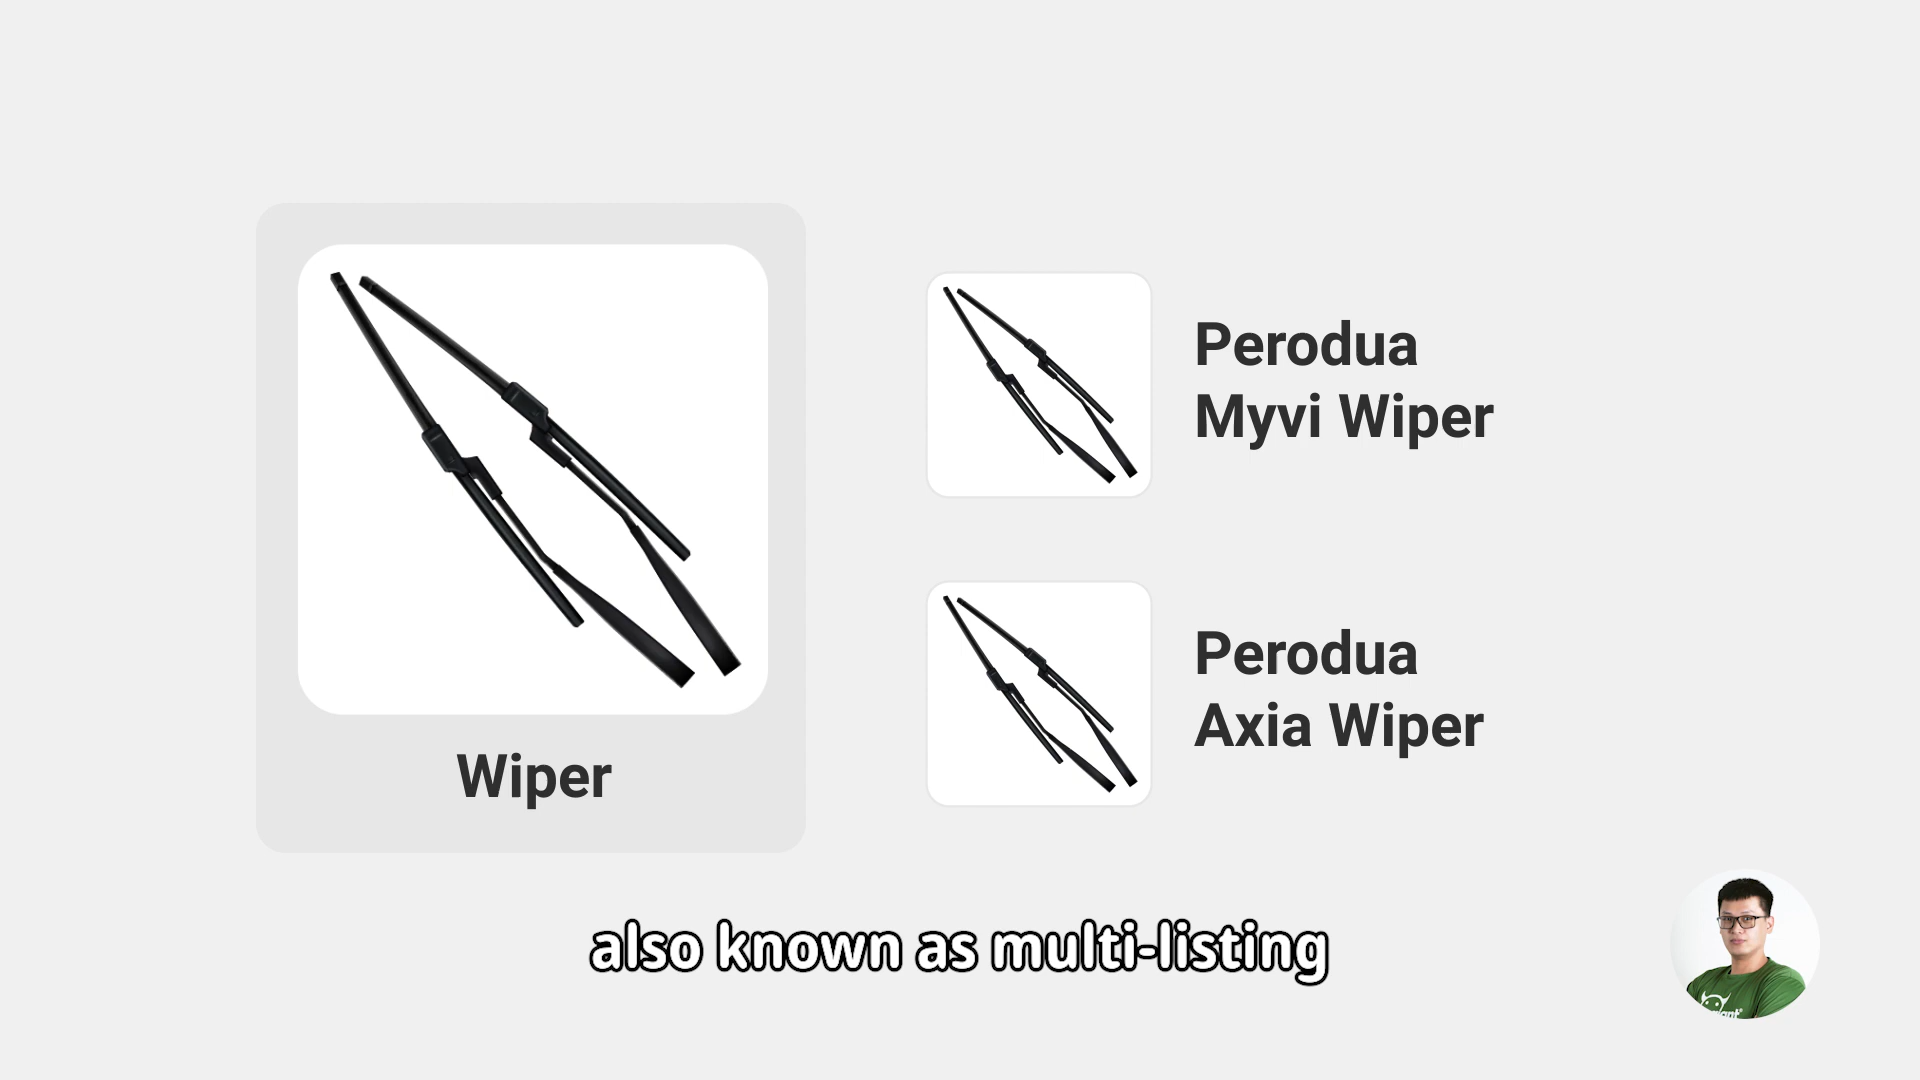 Perodua
Myvi Wiper
Perodua
Axia Wiper
Wiper
also known as multi-listing